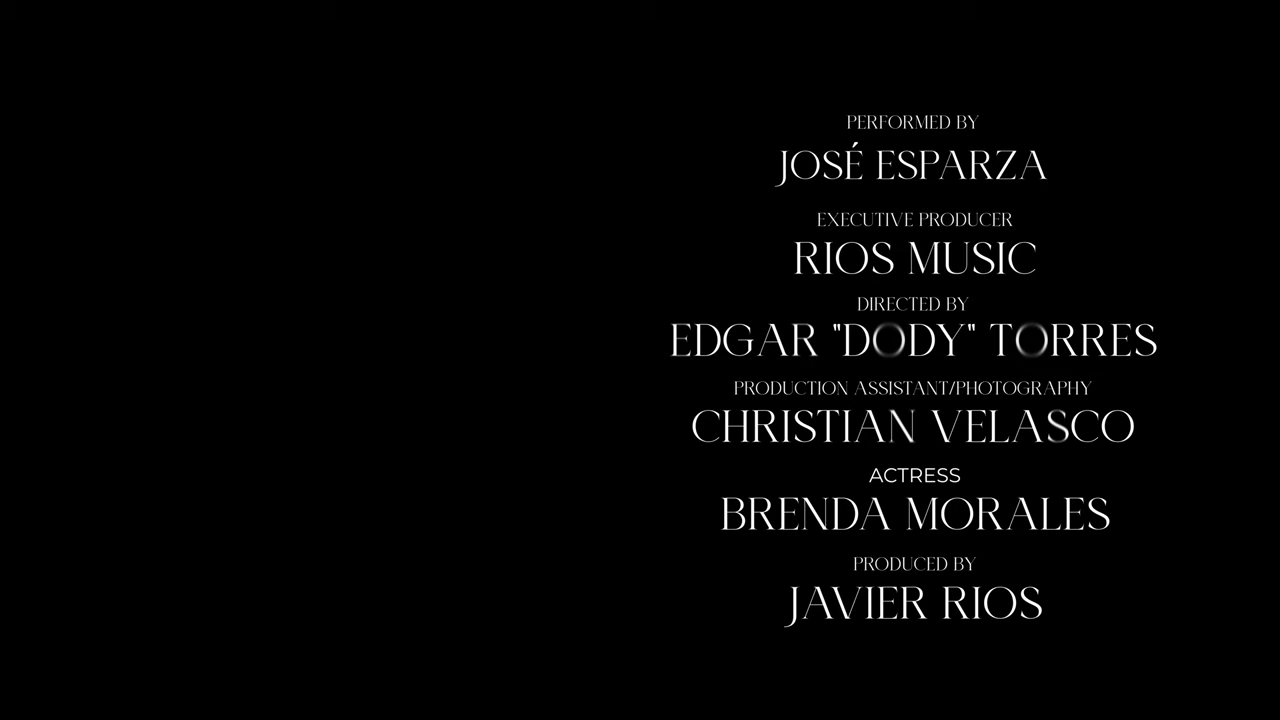 PERFORMED BY
JOSÉ ESPARZA
EXECUTIVE PRODUCER
RIOS MUSIC
DIRECTED BY
EDGAR "DODY" TORRES
PRODUCTION ASSISTANT/PHOTOGRAPHY
CHRISTIAN VELASCO
ACTRESS
BRENDA MORALES
PRODUCED BY
JAVIER RIOS